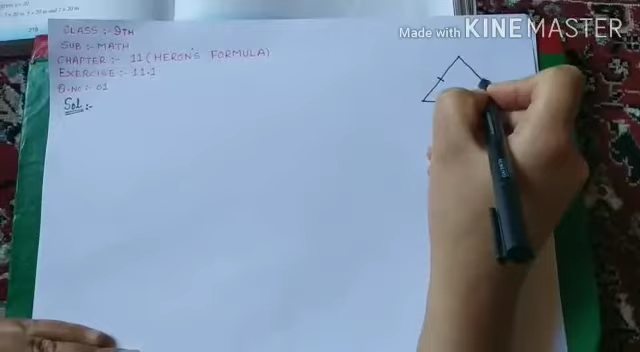 CLASS :- 9TH
SUB :- MATH
CHAPTER :- 11 (HERON'S FORMULA)
EXERCISE :- 11.1
Q.NO :- 01
Sol :-
Made with KINEMASTER